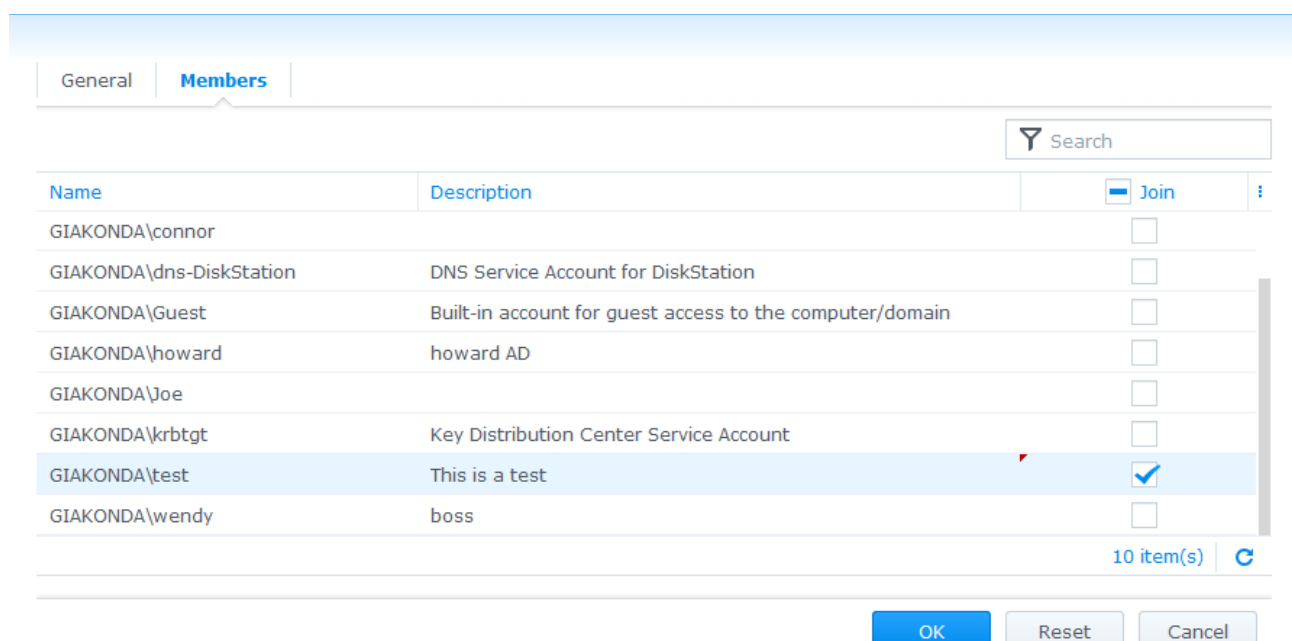 General Members
Search
Name Description Join
GIAKONDA\connor
GIAKONDA\dns-DiskStation DNS Service Account for DiskStation
GIAKONDA\Guest Built-in account for guest access to the computer/domain
GIAKONDA\howard howard AD
GIAKONDA\Joe
GIAKONDA\krbtgt Key Distribution Center Service Account
GIAKONDA\test This is a test
GIAKONDA\wendy boss
10 item(s)
OK Reset Cancel